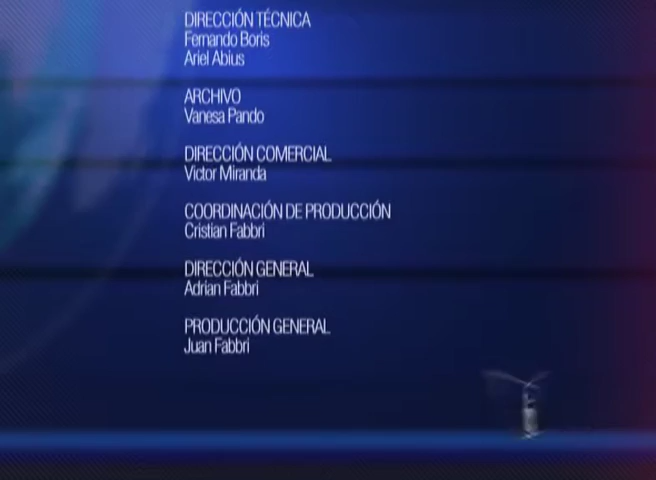 DIRECCIÓN TÉCNICA
Fernando Boris
Ariel Abius
ARCHIVO
Vanesa Pando
DIRECCIÓN COMERCIAL
Victor Miranda
COORDINACIÓN DE PRODUCCIÓN
Cristian Fabbri
DIRECCIÓN GENERAL
Adrian Fabbri
PRODUCCIÓN GENERAL
Juan Fabbri